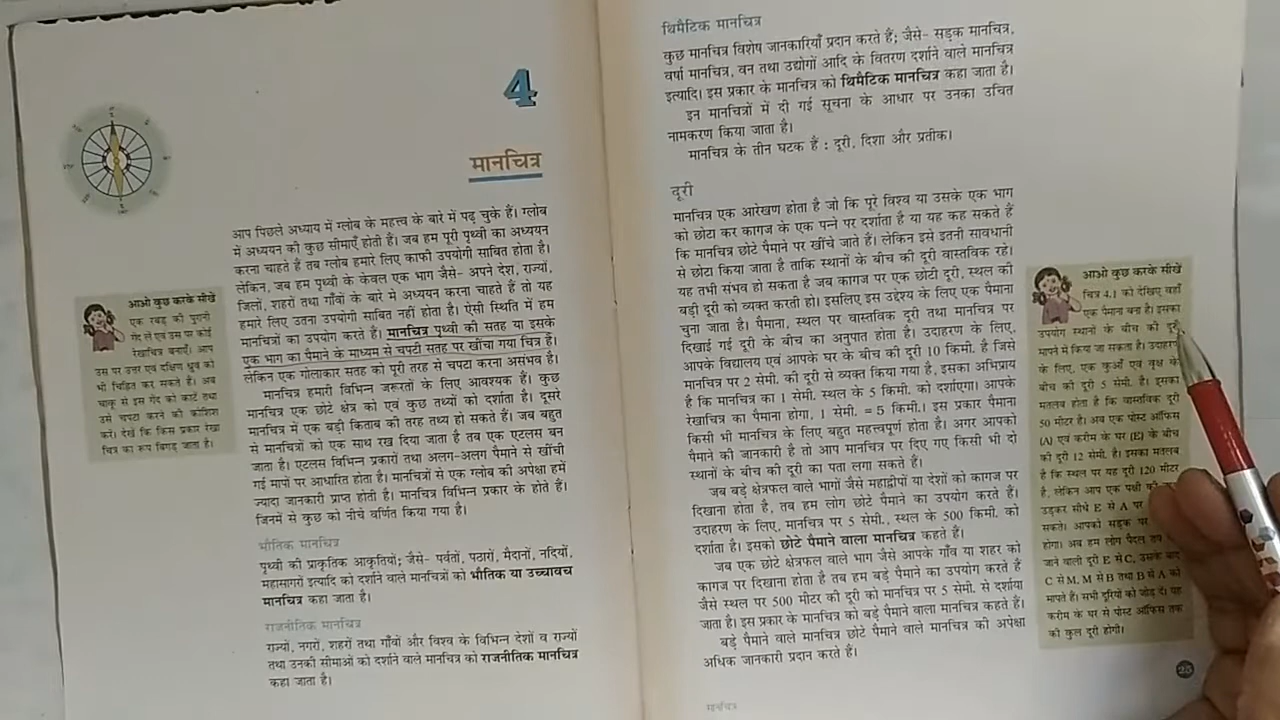 4
मानचित्र
आप पिछले अध्याय में ग्लोब के महत्त्व के बारे में पढ़ चुके हैं। ग्लोब
में अध्ययन की कुछ सीमाएँ होती हैं। जब हम पूरी पृथ्वी का अध्ययन
करना चाहते हैं तब ग्लोब हमारे लिए काफी उपयोगी साबित होता है।
लेकिन, जब हम पृथ्वी के केवल एक भाग जैसे– अपने देश, राज्यों,
जिलों, शहरों तथा गाँवों के बारे में अध्ययन करना चाहते हैं तो यह
हमारे लिए उतना उपयोगी साबित नहीं होता है। ऐसी स्थिति में हम
मानचित्रों का उपयोग करते हैं। मानचित्र पृथ्वी की सतह या इसके
एक भाग का पैमाने के माध्यम से चपटी सतह पर खींचा गया चित्र है।
लेकिन एक गोलाकार सतह को पूरी तरह से चपटा करना असंभव है।
मानचित्र हमारी विभिन्न जरूरतों के लिए आवश्यक हैं। कुछ
मानचित्र एक छोटे क्षेत्र को एवं कुछ तथ्यों को दर्शाता है। दूसरे
मानचित्र में एक बड़ी किताब की तरह तथ्य हो सकते हैं। जब बहुत
से मानचित्रों को एक साथ रख दिया जाता है तब एक एटलस बन
जाता है। एटलस विभिन्न प्रकारों तथा अलग-अलग पैमाने से खींची
गई मापों पर आधारित होता है। मानचित्रों से एक ग्लोब की अपेक्षा हमें
ज्यादा जानकारी प्राप्त होती है। मानचित्र विभिन्न प्रकार के होते हैं।
जिनमें से कुछ को नीचे वर्णित किया गया है।
भौतिक मानचित्र
पृथ्वी की प्राकृतिक आकृतियों; जैसे– पर्वतों, पठारों, मैदानों, नदियों,
महासागरों इत्यादि को दर्शाने वाले मानचित्रों को भौतिक या उच्चावच
मानचित्र कहा जाता है।
राजनीतिक मानचित्र
राज्यों, नगरों, शहरों तथा गाँवों और विश्व के विभिन्न देशों व राज्यों
तथा उनकी सीमाओं को दर्शाने वाले मानचित्र को राजनीतिक मानचित्र
कहा जाता है।
आओ कुछ करके सीखें
एक रबड़ की पुरानी
गेंद लें एवं उस पर कोई
रेखाचित्र बनाएँ। आप
उस पर उत्तर एवं दक्षिण ध्रुव को
भी चिह्नित कर सकते हैं। अब
चाकू से इस गेंद को काटें तथा
उसे चपटा करने की कोशिश
करें। देखें कि किस प्रकार रेखा
चित्र का रूप बिगड़ जाता है।
थिमैटिक मानचित्र
कुछ मानचित्र विशेष जानकारियाँ प्रदान करते हैं; जैसे– सड़क मानचित्र,
वर्षा मानचित्र, वन तथा उद्योगों आदि के वितरण दर्शाने वाले मानचित्र
इत्यादि। इस प्रकार के मानचित्र को थिमैटिक मानचित्र कहा जाता है।
इन मानचित्रों में दी गई सूचना के आधार पर उनका उचित
नामकरण किया जाता है।
मानचित्र के तीन घटक हैं : दूरी, दिशा और प्रतीक।
दूरी
मानचित्र एक आरेखण होता है जो कि पूरे विश्व या उसके एक भाग
को छोटा कर कागज के एक पन्ने पर दर्शाता है या यह कह सकते हैं
कि मानचित्र छोटे पैमाने पर खींचे जाते हैं। लेकिन इसे इतनी सावधानी
से छोटा किया जाता है ताकि स्थानों के बीच की दूरी वास्तविक रहे।
यह तभी संभव हो सकता है जब कागज पर एक छोटी दूरी, स्थल की
बड़ी दूरी को व्यक्त करती हो। इसलिए इस उद्देश्य के लिए एक पैमाना
चुना जाता है। पैमाना, स्थल पर वास्तविक दूरी तथा मानचित्र पर
दिखाई गई दूरी के बीच का अनुपात होता है। उदाहरण के लिए,
आपके विद्यालय एवं आपके घर के बीच की दूरी 10 किमी. है जिसे
मानचित्र पर 2 सेमी. की दूरी से व्यक्त किया गया है, इसका अभिप्राय
है कि मानचित्र का 1 सेमी. स्थल के 5 किमी. को दर्शाएगा। आपके
रेखाचित्र का पैमाना होगा, 1 सेमी. = 5 किमी.। इस प्रकार पैमाना
किसी भी मानचित्र के लिए बहुत महत्त्वपूर्ण होता है। अगर आपको
पैमाने की जानकारी है तो आप मानचित्र पर दिए गए किसी भी दो
स्थानों के बीच की दूरी का पता लगा सकते हैं।
जब बड़े क्षेत्रफल वाले भागों जैसे महाद्वीपों या देशों को कागज पर
दिखाना होता है, तब हम लोग छोटे पैमाने का उपयोग करते हैं।
उदाहरण के लिए, मानचित्र पर 5 सेमी., स्थल के 500 किमी. को
दर्शाता है। इसको छोटे पैमाने वाला मानचित्र कहते हैं।
जब एक छोटे क्षेत्रफल वाले भाग जैसे आपके गाँव या शहर को
कागज पर दिखाना होता है तब हम बड़े पैमाने का उपयोग करते हैं
जैसे स्थल पर 500 मीटर की दूरी को मानचित्र पर 5 सेमी. से दर्शाया
जाता है। इस प्रकार के मानचित्र को बड़े पैमाने वाला मानचित्र कहते हैं।
बड़े पैमाने वाले मानचित्र छोटे पैमाने वाले मानचित्र की अपेक्षा
अधिक जानकारी प्रदान करते हैं।
आओ कुछ करके सीखें
चित्र 4.1 को देखिए वहाँ
एक पैमाना बना है। इसका
उपयोग स्थानों के बीच की दूरी
मापने में किया जा सकता है।
के लिए, एक कुआँ एवं वृक्ष के
बीच की दूरी 5 सेमी. है। इसका
मतलब होता है कि वास्तविक दूरी
50 मीटर है। अब एक पोस्ट ऑफिस
(A) एवं करीम के घर (E) के बीच
की दूरी 12 सेमी. है। इसका मतलब
है कि स्थल पर यह दूरी 120 मीटर
है, लेकिन आप एक पक्षी की
उड़कर सीधे E से A पर
सकते। आपको सड़क पर
होगा। अब हम लोग पैदल
जाने वाली दूरी E से C, उसके बाद
C से M, M से B तथा B से A को
मापते हैं। सभी दूरियों को जोड़ दें। यह
करीम के घर से पोस्ट ऑफिस तक
की कुल दूरी होगी।
मानचित्र
25